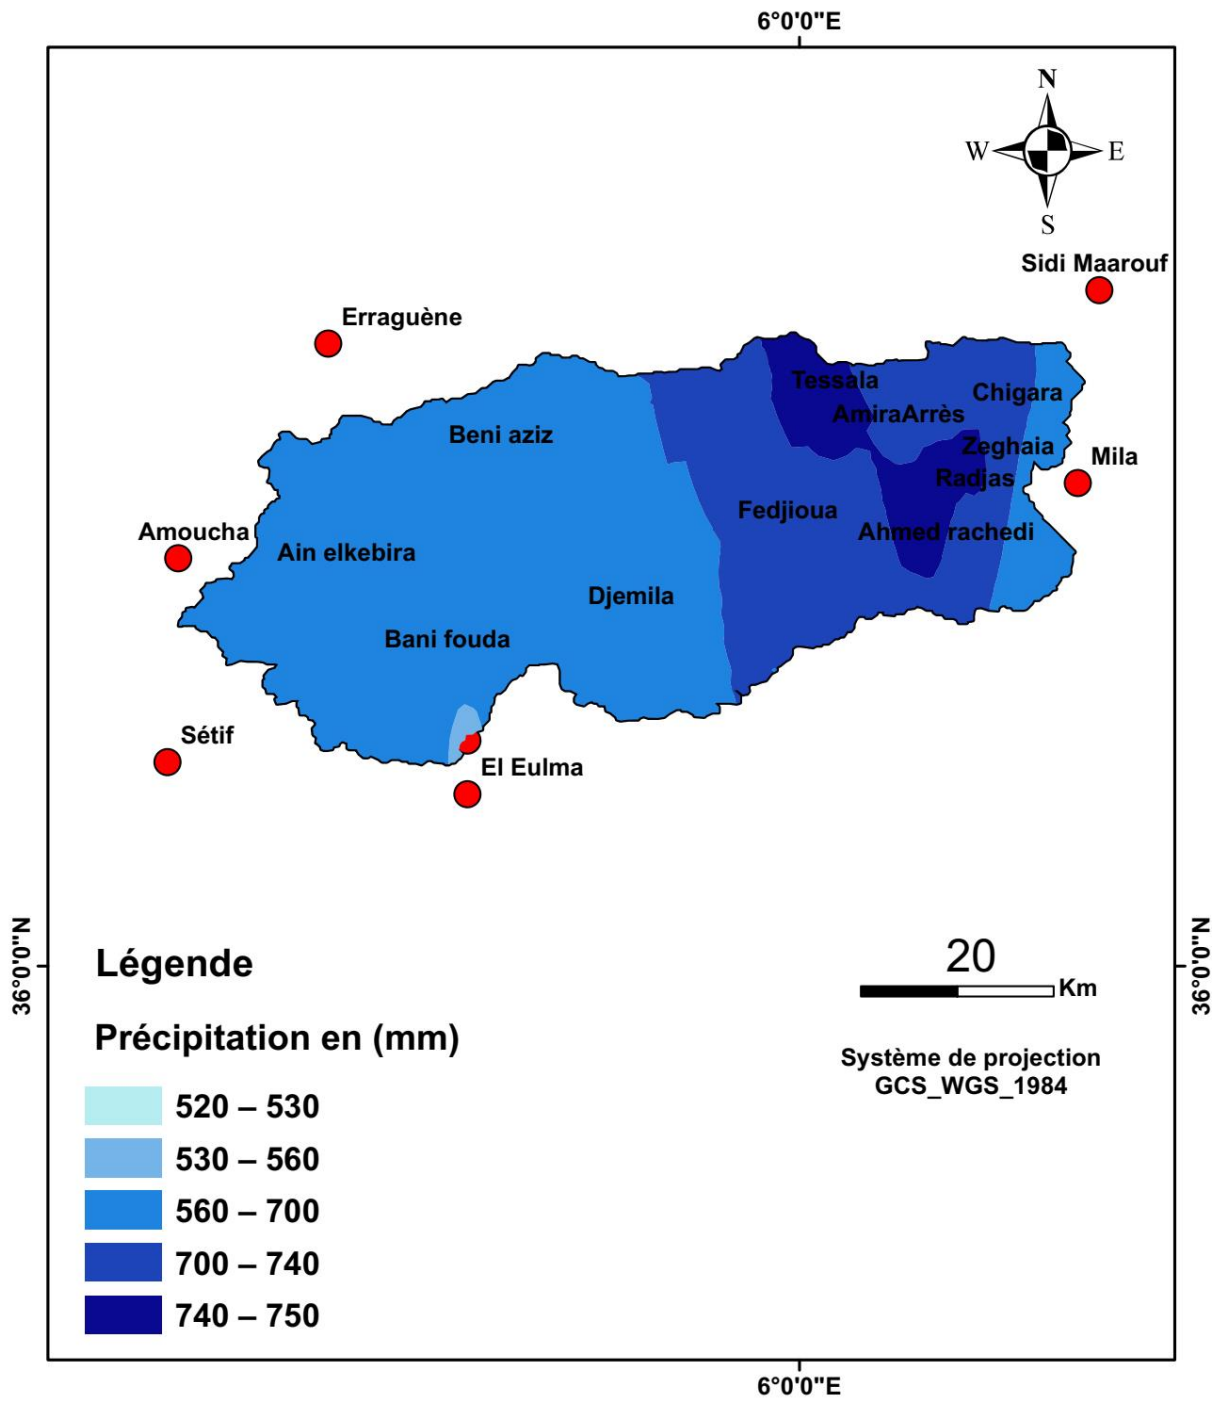 6°0'0"E
N
W
E
S
Sidi Maarouf
Erraguène
Tessala
Chigara
AmiraArrès
Beni aziz
Zeghaia
Mila
Radjas
Fedjioua
Amoucha
Ahmed rachedi
Ain elkebira
Djemila
Bani fouda
Sétif
El Eulma
36°0'0"N
36°0'0"N
Légende
20
Km
Précipitation en (mm)
Système de projection
GCS_WGS_1984
520 – 530
530 – 560
560 – 700
700 – 740
740 – 750
6°0'0"E